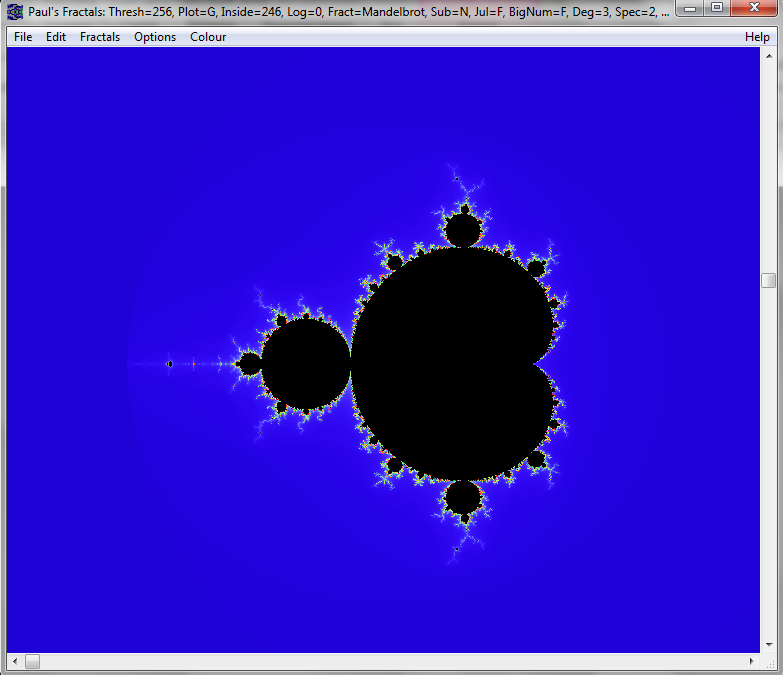 Paul's Fractals: Thresh=256, Plot=G, Inside=246, Log=0, Fract=Mandelbrot, Sub=N, Jul=F, BigNum=F, Deg=3, Spec=2, ...
File Edit Fractals Options Colour Help